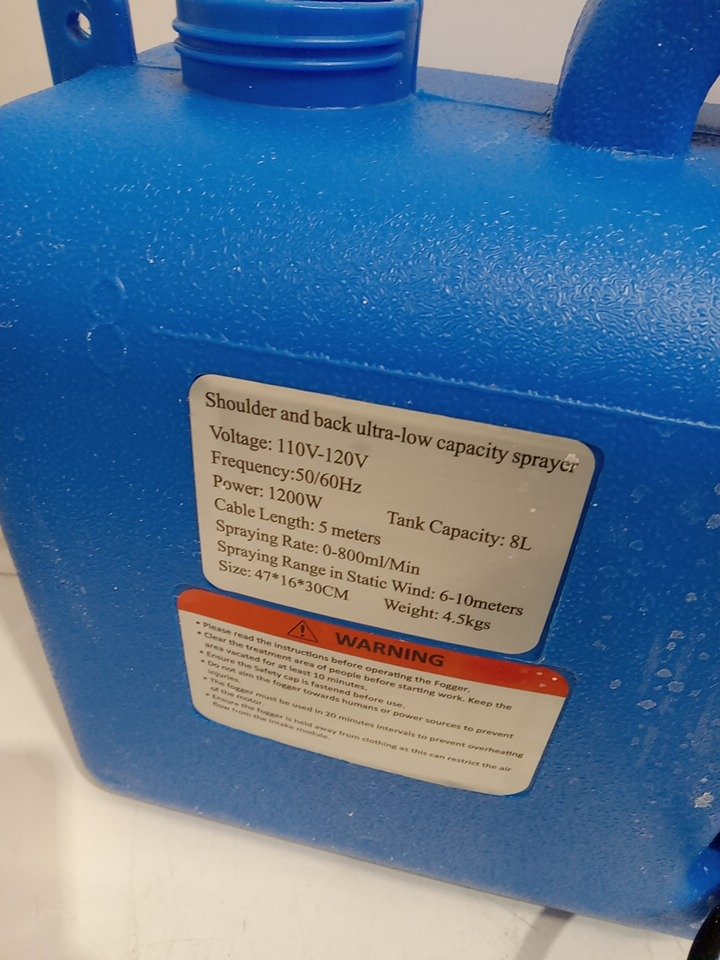 Shoulder and back ultra-low capacity sprayer
Voltage: 110V-120V
Frequency:50/60Hz
Power: 1200W
Tank Capacity: 8L
Cable Length: 5 meters
Spraying Rate: 0-800ml/Min
Spraying Range in Static Wind: 6-10meters
Size: 47*16*30CM Weight: 4.5kgs
WARNING
• Please read the instructions before operating the Fogger.
• Clear the treatment area of people before starting work. Keep the
area vacated for at least 10 minutes.
• Ensure the Safety cap is fastened before use.
• Do not aim the fogger towards humans or power sources to prevent
injuries.
• The fogger must be used in 20 minutes intervals to prevent overheating
of the motor.
• Ensure the fogger is held away from clothing as this can restrict the air
flow from the intake module.